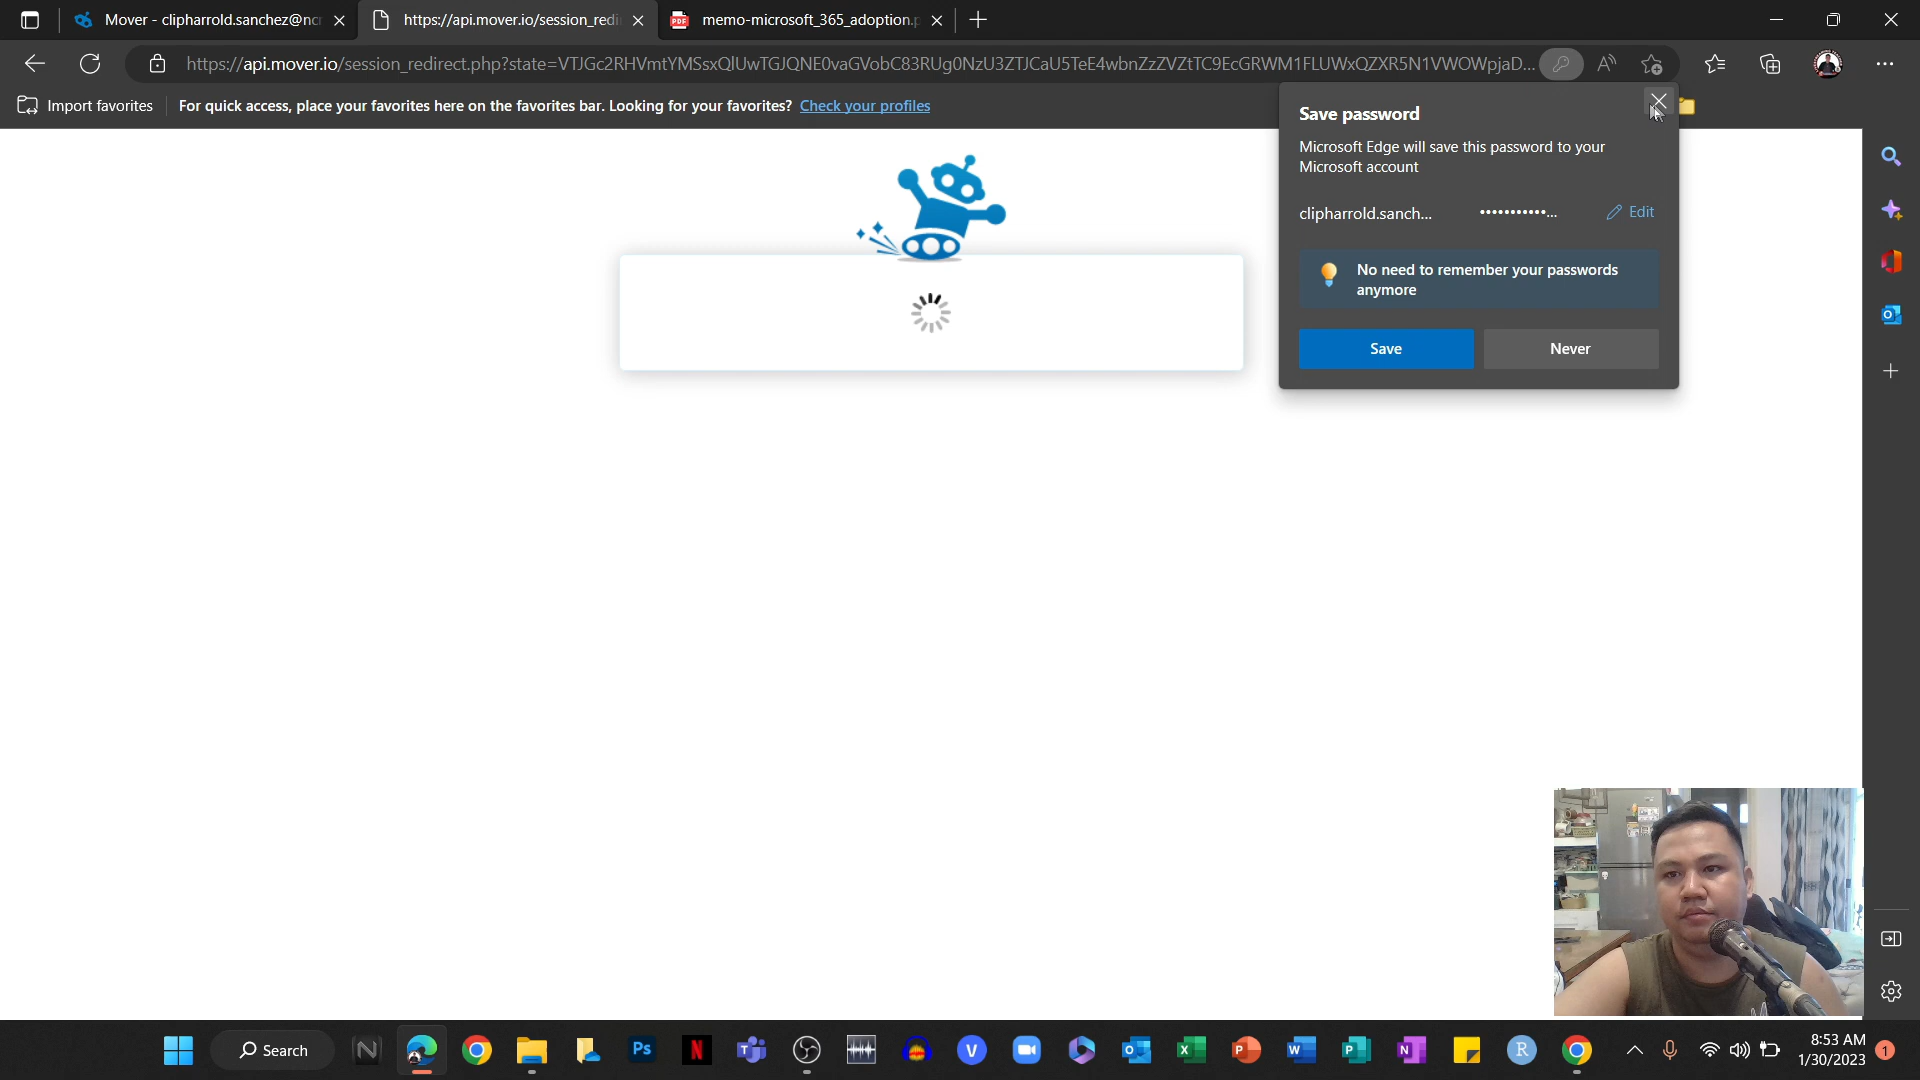 Mover - clipharrold.sanchez@nc
https://api.mover.io/session_redi
PDF
memo-microsoft_365_adoption.p
https://api.mover.io/session_redirect.php?state=
Import favorites
For quick access, place your favorites here on the favorites bar. Looking for your favorites? Check your profiles
Save password
Microsoft Edge will save this password to your
Microsoft account
clipharrold.sanch...
Edit
No need to remember your passwords
anymore
Save
Never
Search
Ps
8:53 AM
1/30/2023
1